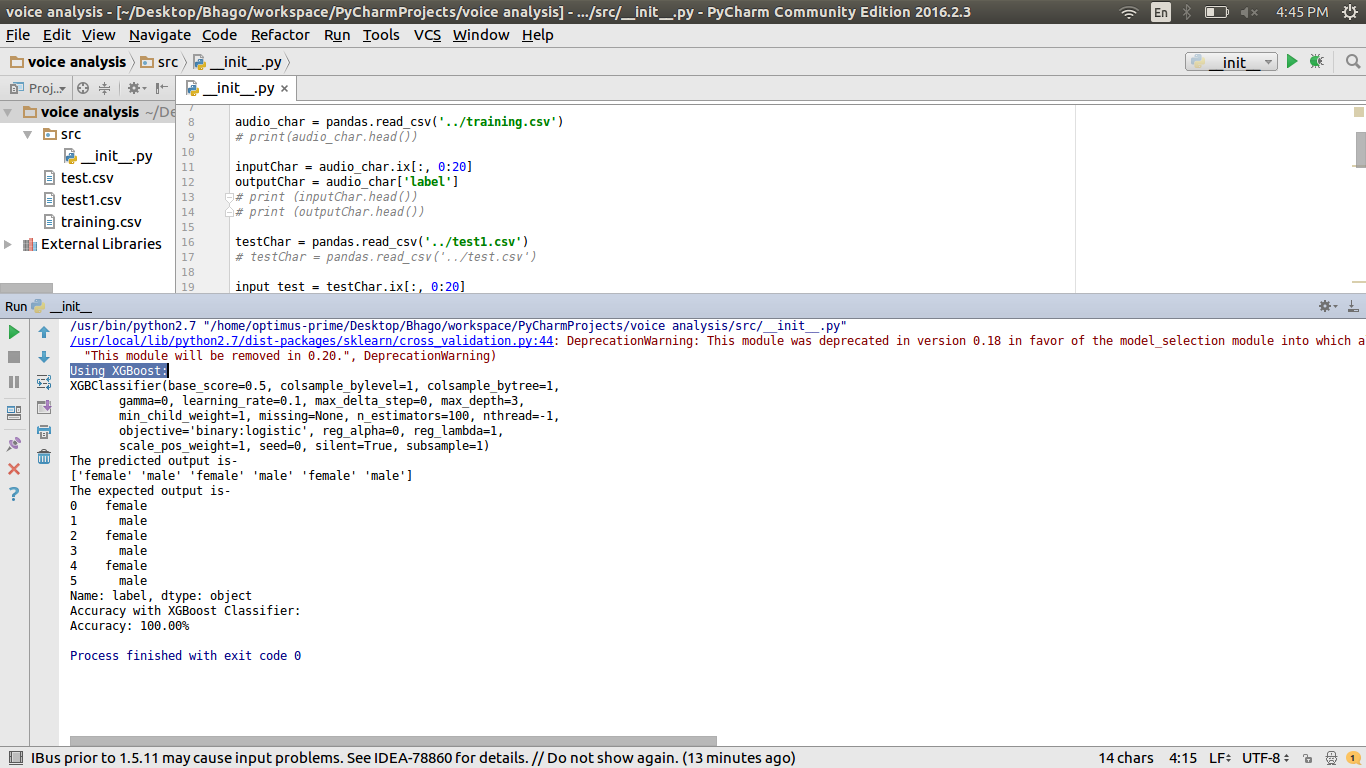 voice analysis - [~/Desktop/Bhago/workspace/PyCharmProjects/voice analysis] - .../src/__init__.py - PyCharm Community Edition 2016.2.3
En
4:45 PM
File Edit View Navigate Code Refactor Run Tools VCS Window Help
voice analysis src __init__.py
__init__
Proj...
__init__.py ×
voice analysis ~/De
src
__init__.py
test.csv
test1.csv
training.csv
External Libraries
7
8 audio_char = pandas.read_csv('../training.csv')
9 # print(audio_char.head())
10
11 inputChar = audio_char.ix[:, 0:20]
12 outputChar = audio_char['label']
13 # print (inputChar.head())
14 # print (outputChar.head())
15
16 testChar = pandas.read_csv('../test1.csv')
17 # testChar = pandas.read_csv('../test.csv')
18
19 input_test = testChar.ix[:, 0:20]
Run __init__
/usr/bin/python2.7 "/home/optimus-prime/Desktop/Bhago/workspace/PyCharmProjects/voice analysis/src/__init__.py"
/usr/local/lib/python2.7/dist-packages/sklearn/cross_validation.py:44: DeprecationWarning: This module was deprecated in version 0.18 in favor of the model_selection module into which a
"This module will be removed in 0.20.", DeprecationWarning)
Using XGBoost:
XGBClassifier(base_score=0.5, colsample_bylevel=1, colsample_bytree=1,
gamma=0, learning_rate=0.1, max_delta_step=0, max_depth=3,
min_child_weight=1, missing=None, n_estimators=100, nthread=-1,
objective='binary:logistic', reg_alpha=0, reg_lambda=1,
scale_pos_weight=1, seed=0, silent=True, subsample=1)
The predicted output is-
['female' 'male' 'female' 'male' 'female' 'male']
The expected output is-
0 female
1 male
2 female
3 male
4 female
5 male
Name: label, dtype: object
Accuracy with XGBoost Classifier:
Accuracy: 100.00%
Process finished with exit code 0
IBus prior to 1.5.11 may cause input problems. See IDEA-78860 for details. // Do not show again. (13 minutes ago)
14 chars 4:15 LF UTF-8 1